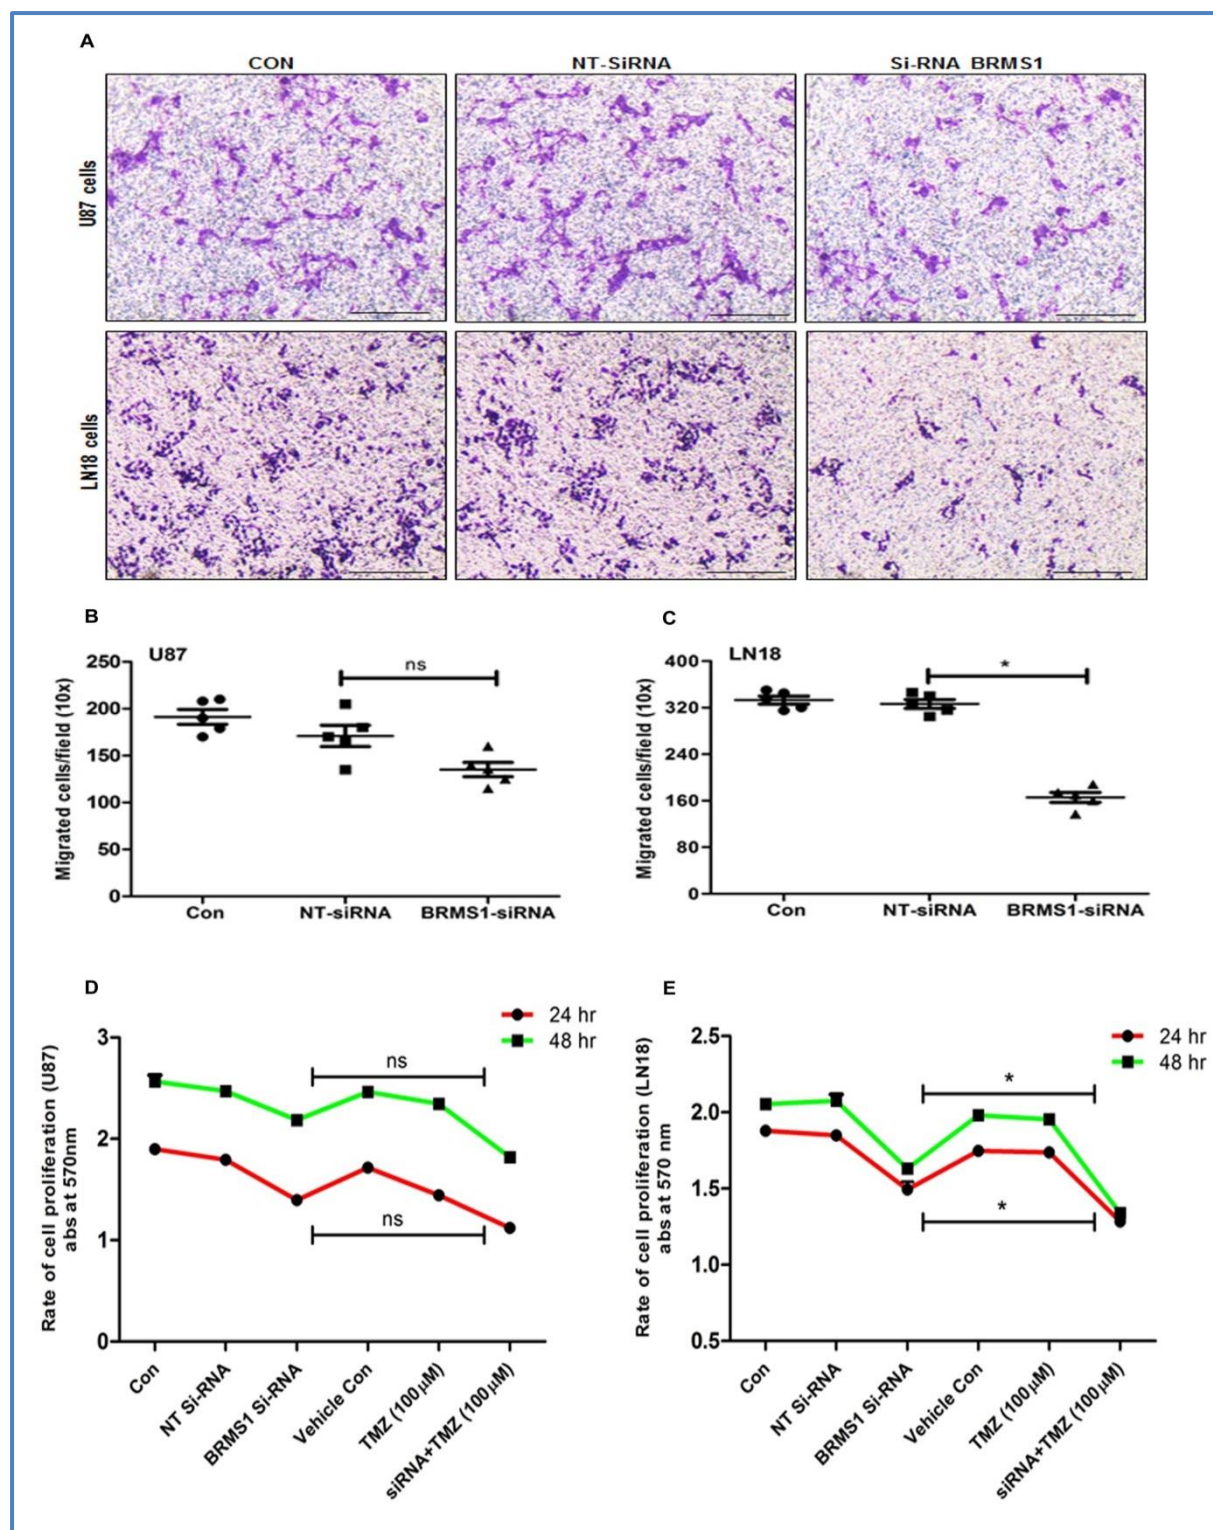 A
CON NT-SiRNA Si-RNA BRMS1
U87 cells
LN18 cells
B
U87
ns
250
200
150
100
50
0
Migrated cells/field (10x)
Con NT-siRNA BRMS1-siRNA
C
LN18
*
400
320
240
160
80
0
Migrated cells/field (10x)
Con NT-siRNA BRMS1-siRNA
D
24 hr
48 hr
ns
ns
3
2
1
0
Rate of cell proliferation (U87)
abs at 570nm
Con
NT Si-RNA
BRMS1 Si-RNA
Vehicle Con
TMZ (100μM)
siRNA+TMZ (100μM)
E
24 hr
48 hr
*
*
2.5
2.0
1.5
1.0
0.5
Rate of cell proliferation (LN18)
abs at 570 nm
Con
NT Si-RNA
BRMS1 Si-RNA
Vehicle Con
TMZ (100μM)
siRNA+TMZ (100μM)